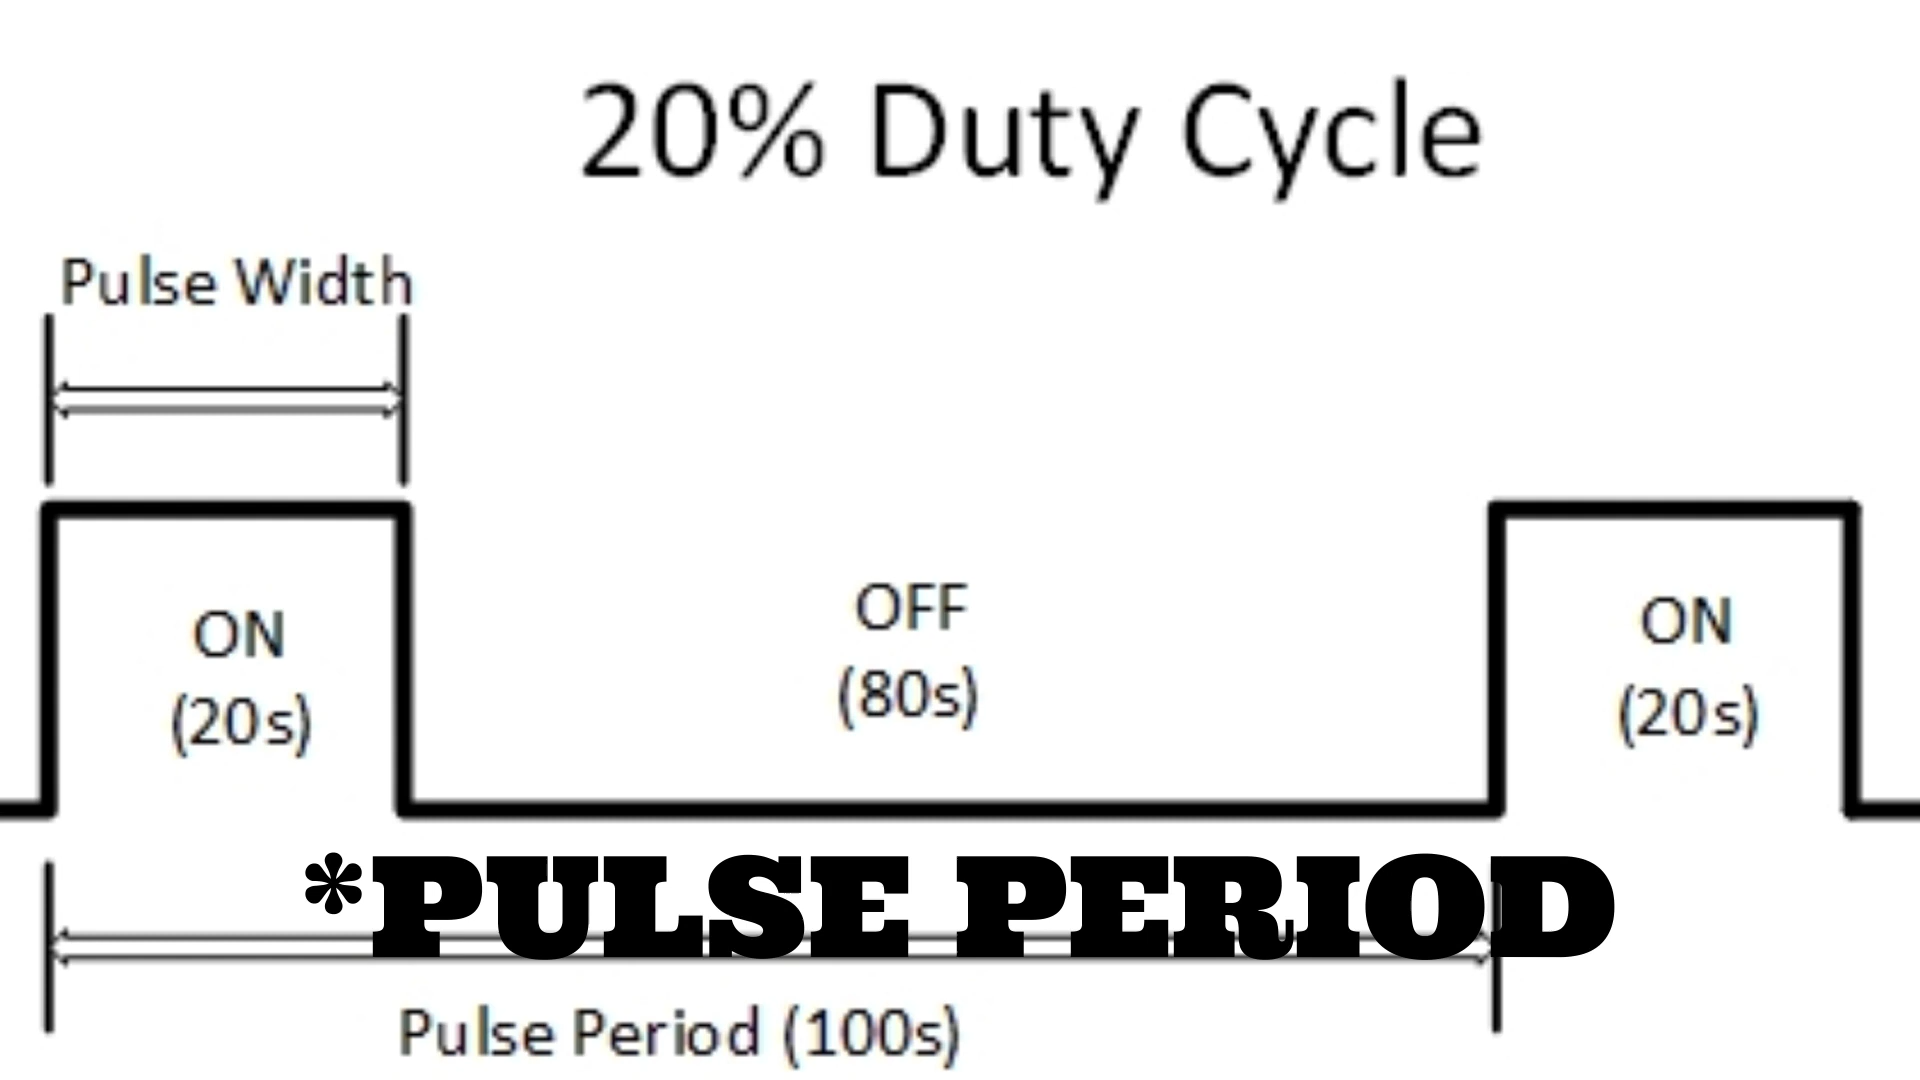 20% Duty Cycle
Pulse Width
ON
(20s)
OFF
(80s)
ON
(20s)
*PULSE PERIOD
Pulse Period (100s)